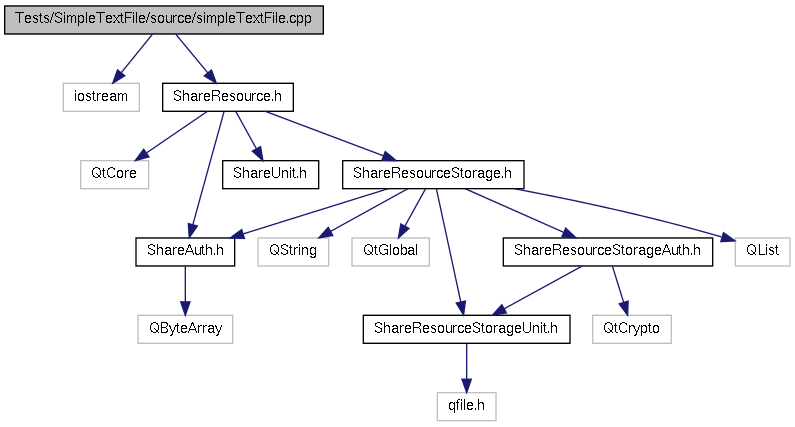 Tests/SimpleTextFile/source/simpleTextFile.cpp
iostream
ShareResource.h
QtCore
ShareUnit.h
ShareResourceStorage.h
ShareAuth.h
QString
QtGlobal
ShareResourceStorageAuth.h
QList
QByteArray
ShareResourceStorageUnit.h
QtCrypto
qfile.h